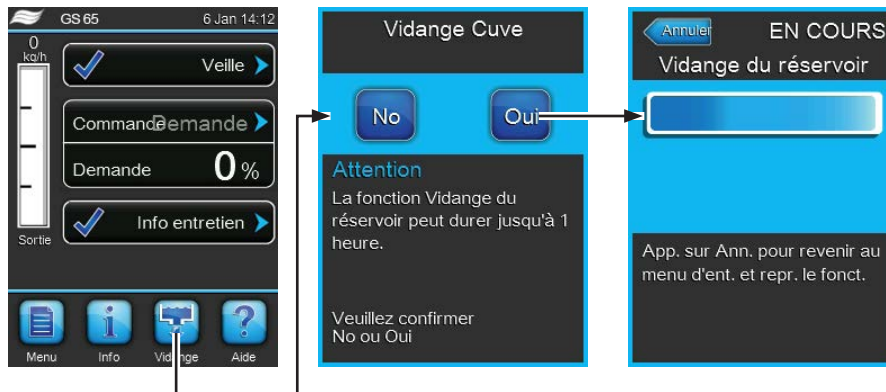 GS 65 6 Jan 14:12
0
kg/h
Veille
Commande Demande
Demande 0 %
Info entretien
Sortie
Menu Info Vidange Aide
Vidange Cuve
No Oui
Attention
La fonction Vidange du
réservoir peut durer jusqu'à 1
heure.
Veuillez confirmer
No ou Oui
Annuler EN COURS
Vidange du réservoir
App. sur Ann. pour revenir au
menu d'ent. et repr. le fonct.